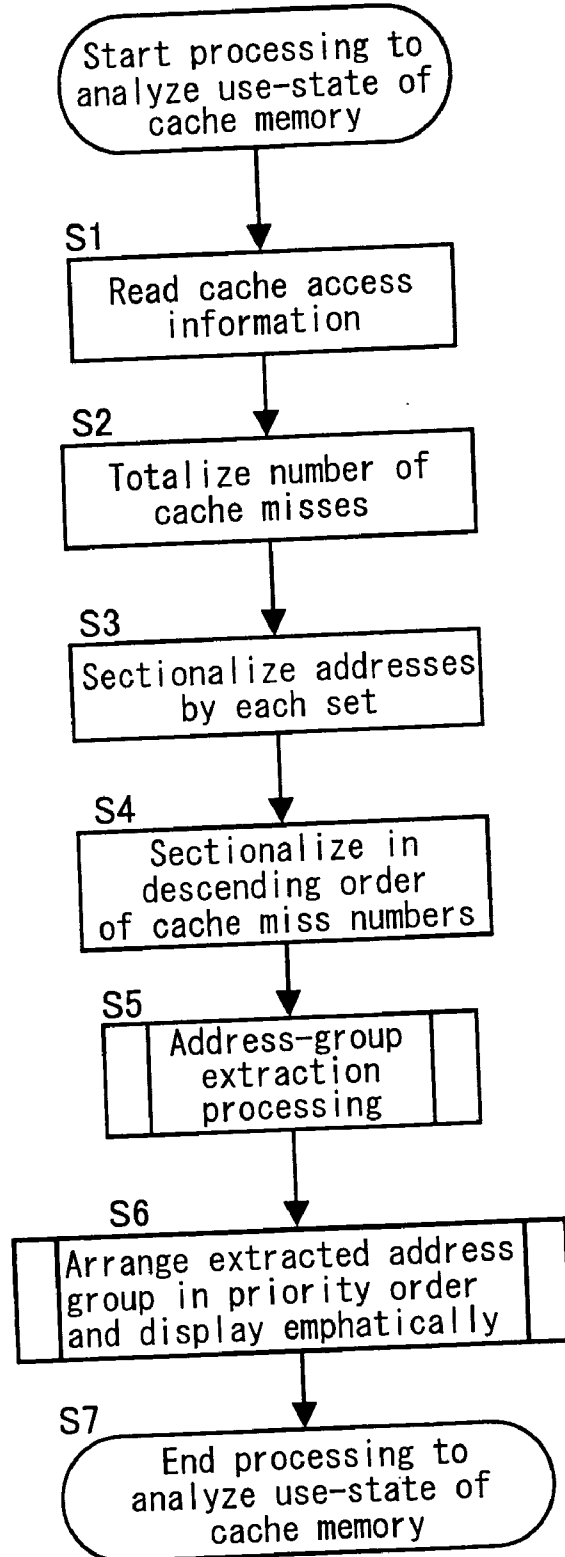 Start processing to
analyze use-state of
cache memory
S1
Read cache access
information
S2
Totalize number of
cache misses
S3
Sectionalize addresses
by each set
S4
Sectionalize in
descending order
of cache miss numbers
S5
Address-group
extraction
processing
S6
Arrange extracted address
group in priority order
and display emphatically
S7
End processing to
analyze use-state of
cache memory